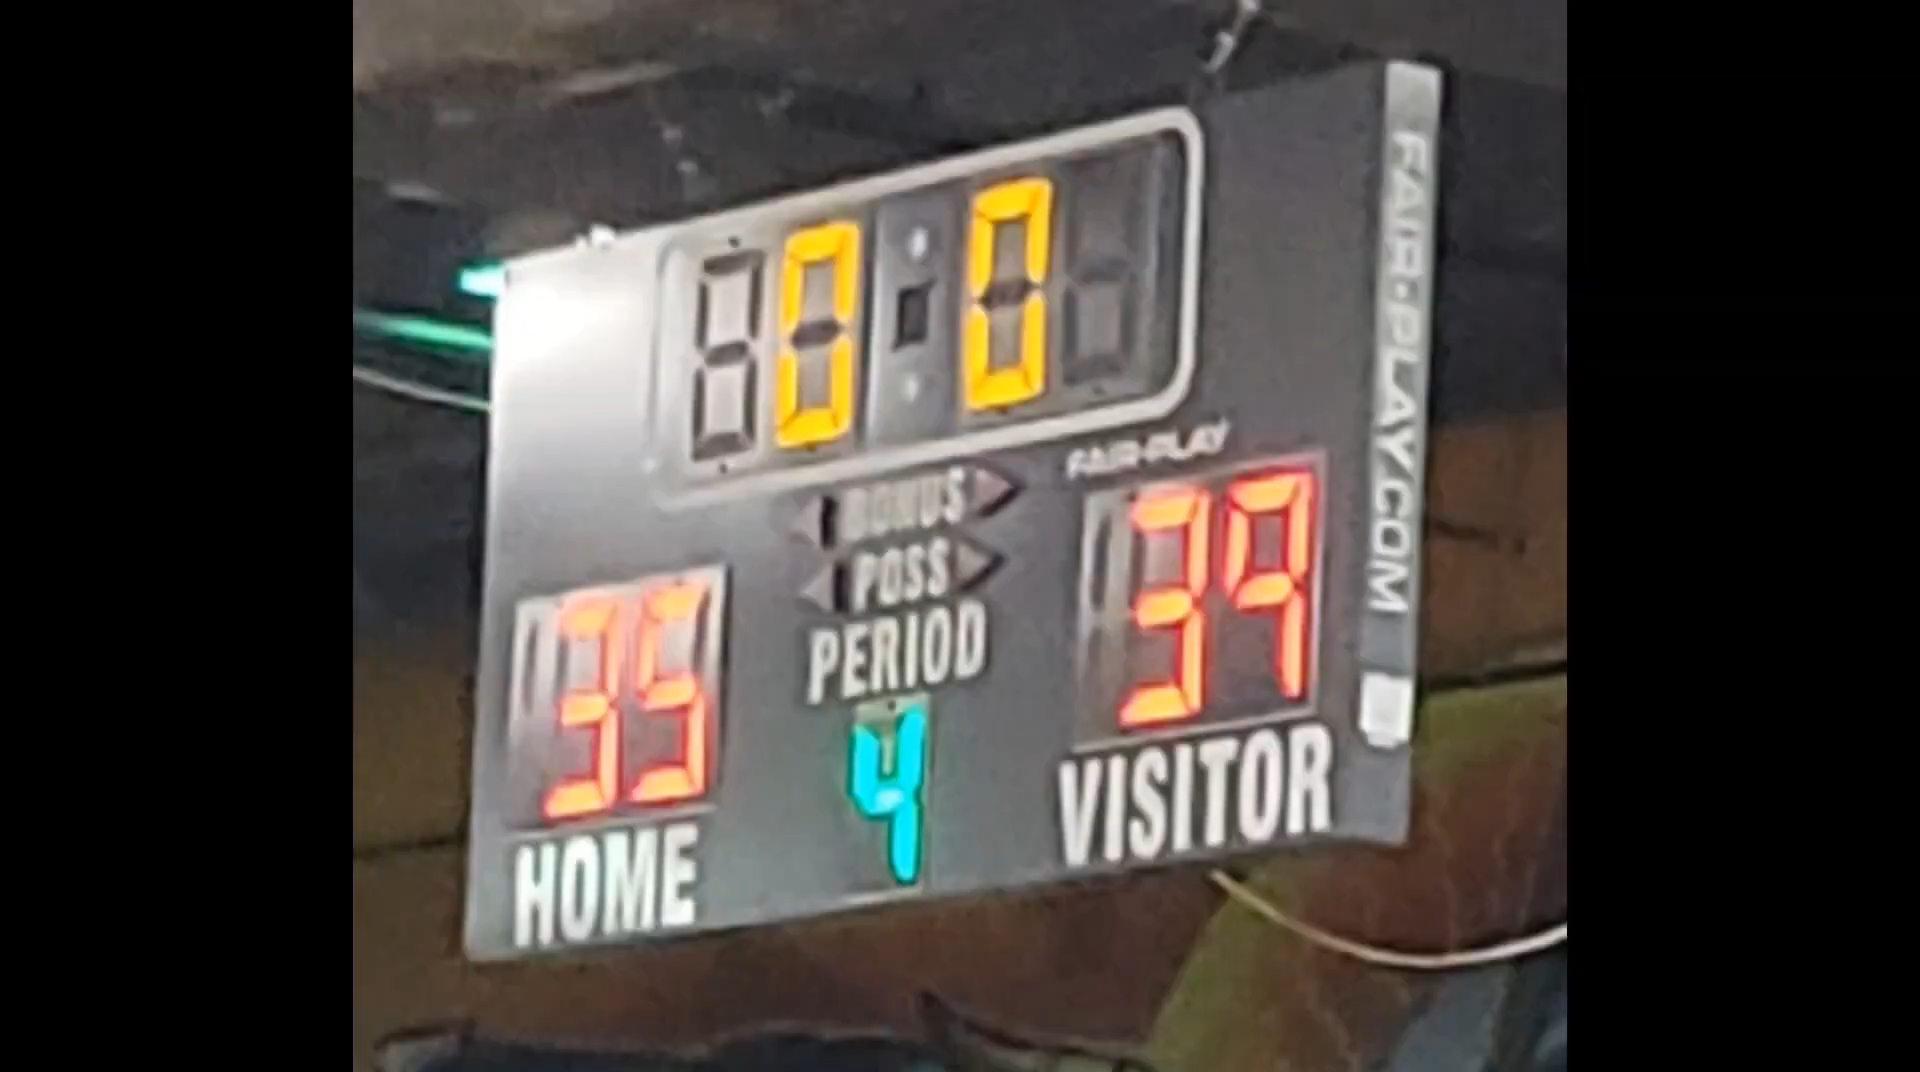 0 0
FAIR-PLAY
BONUS
POSS
PERIOD
4
35
HOME
39
VISITOR
FAIR-PLAY.COM